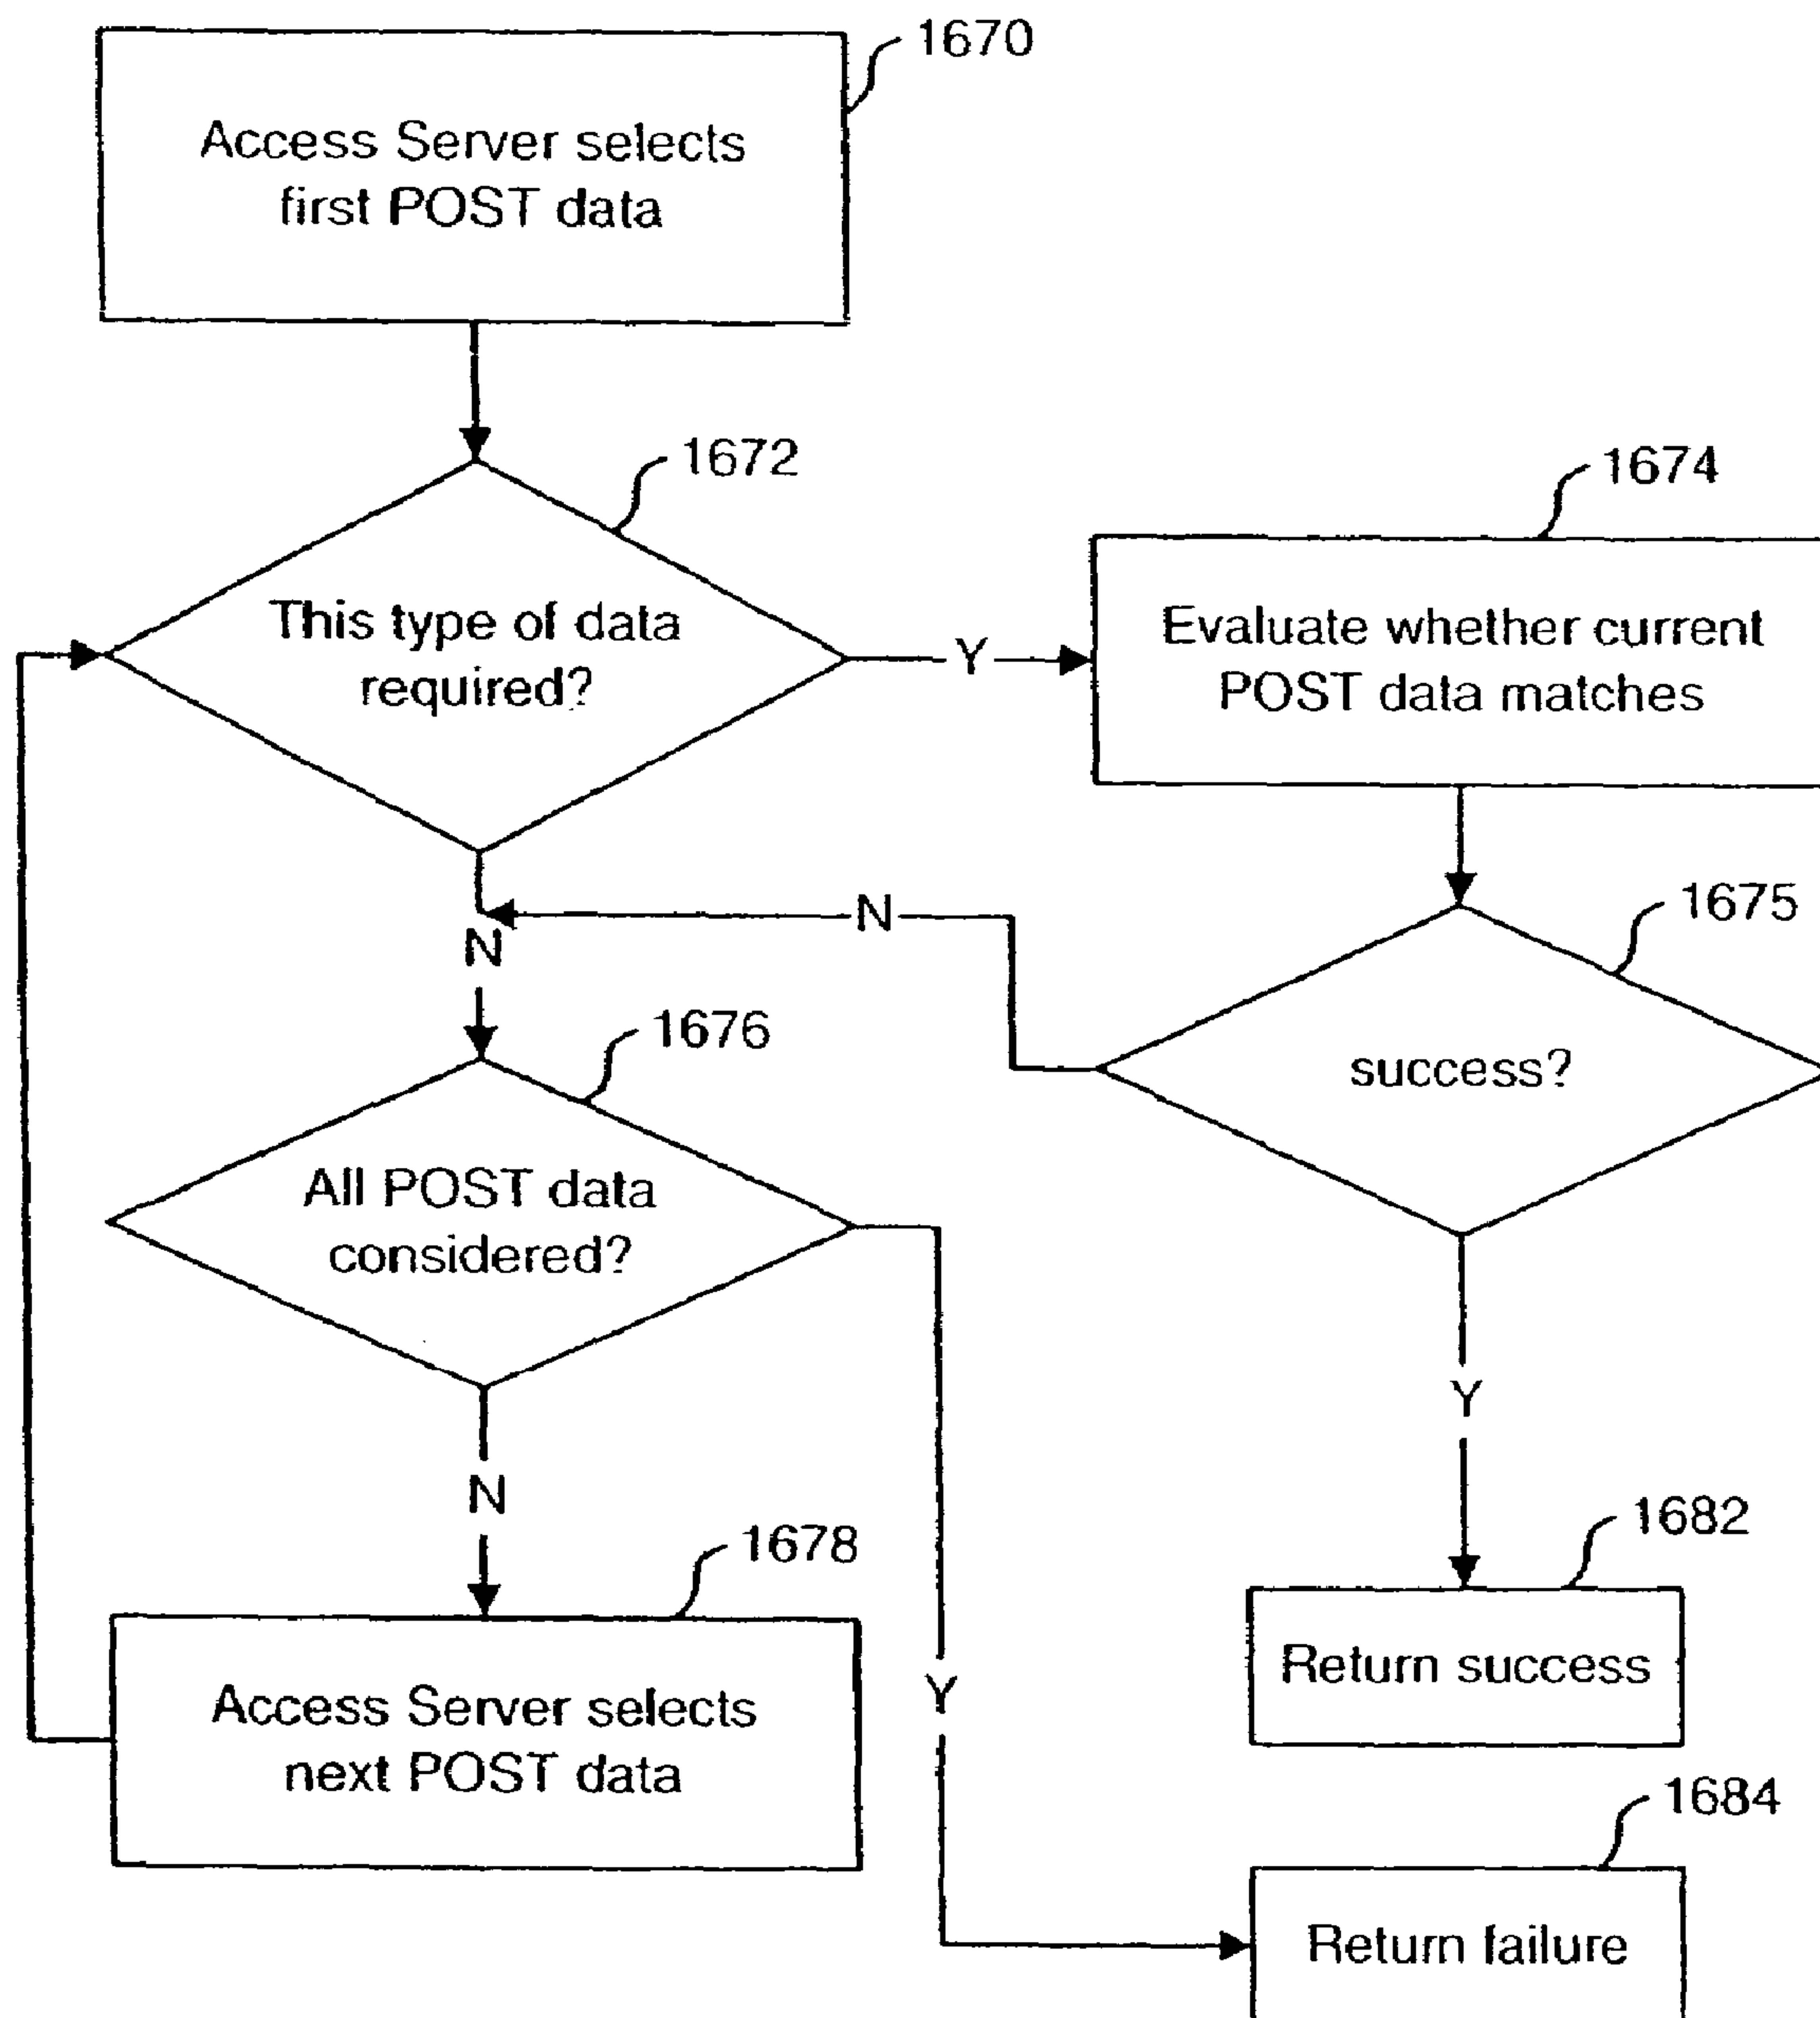 1670
Access Server selects
first POST data
1672
This type of data
required?
Y
1674
Evaluate whether current
POST data matches
N
N
1675
success?
1676
All POST data
considered?
Y
N
1678
Access Server selects
next POST data
Y
1682
Return success
1684
Return failure